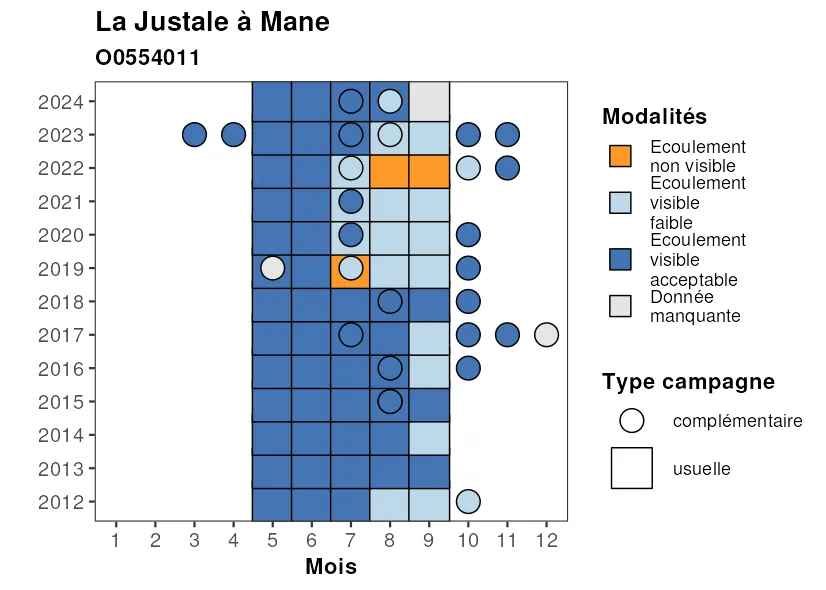 La Justale à Mane
O0554011
2024
2023
2022
2021
2020
2019
2018
2017
2016
2015
2014
2013
2012
1 2 3 4 5 6 7 8 9 10 11 12
Mois
Modalités
Ecoulement
non visible
Ecoulement
visible
faible
Ecoulement
visible
acceptable
Donnée
manquante
Type campagne
complémentaire
usuelle